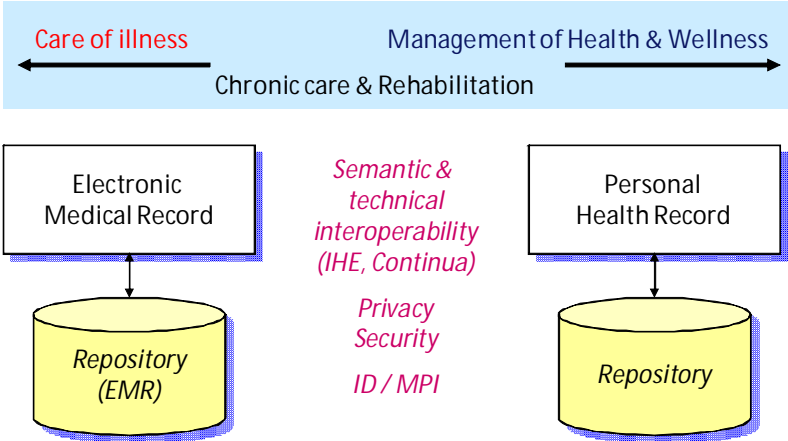 Care of illness
Management of Health & Wellness
Chronic care & Rehabilitation
Electronic
Medical Record
Semantic &
technical
interoperability
(IHE, Continua)
Privacy
Security
ID / MPI
Personal
Health Record
Repository
(EMR)
Repository